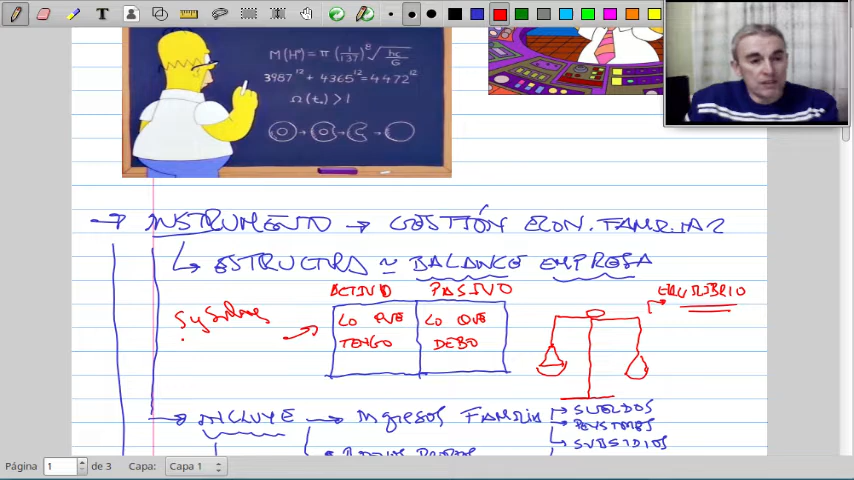 M(H°) = π (1/137)⁸ √(hc/G)
3987¹² + 4365¹² = 4472¹²
Ω(t₀) > 1
→ INSTRUMENTO → GESTIÓN ECON. FAMILIAR
↳ ESTRUCTURA ≃ BALANCE EMPRESA
ACTIVO PASIVO
LO QUE TENGO
LO QUE DEBO
EQUILIBRIO
→ INCLUYE → INGRESOS FAMILIA
→ SUELDOS
→ PENSIONES
→ SUBSIDIOS
Página 1 de 3 Capa: Capa 1